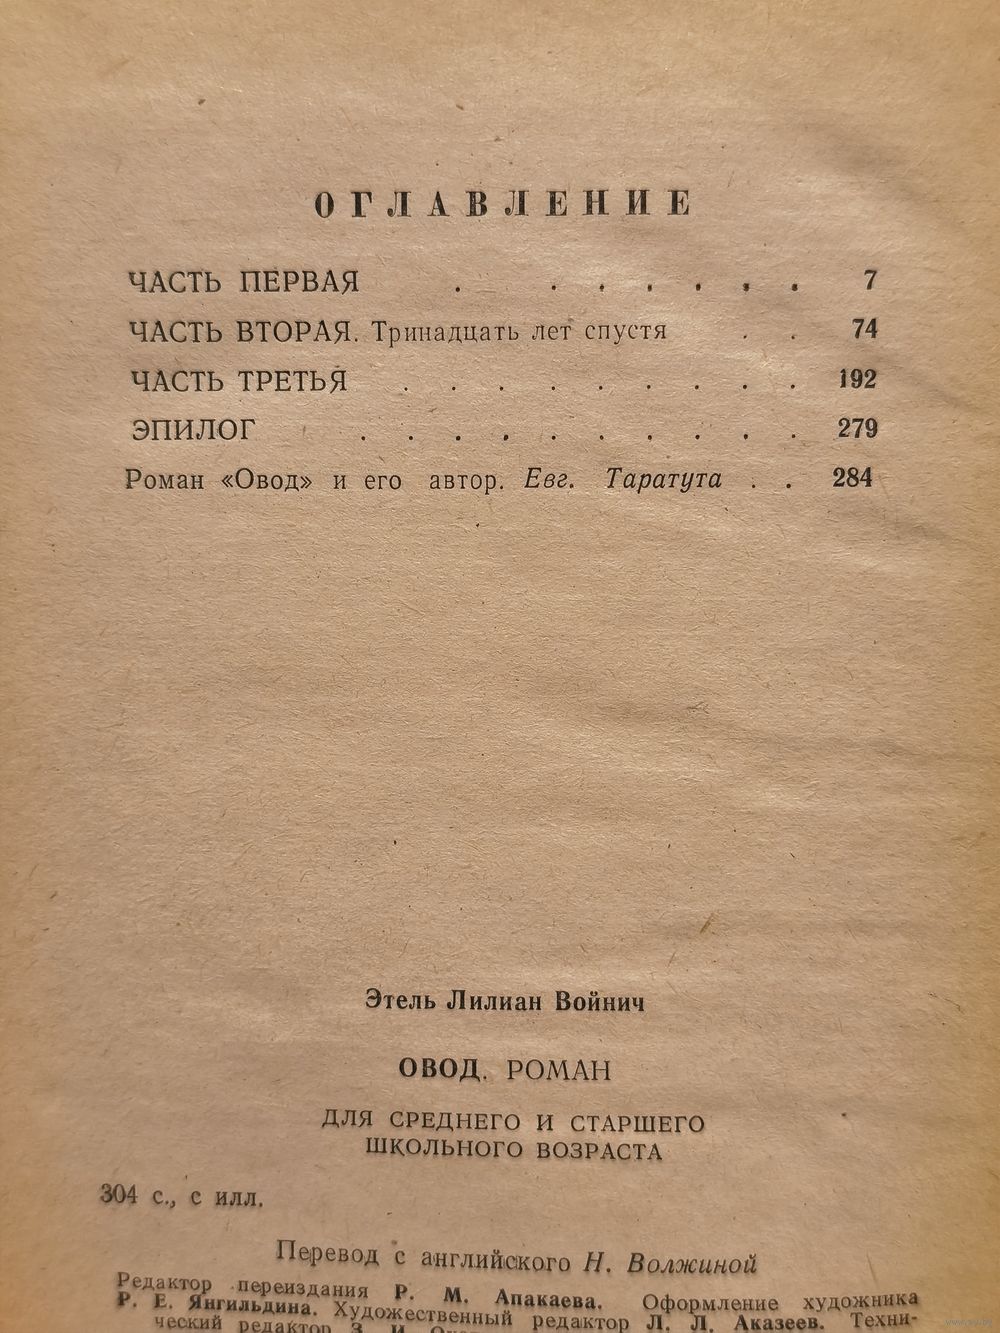 ОГЛАВЛЕНИЕ
ЧАСТЬ ПЕРВАЯ . . . . . . . 7
ЧАСТЬ ВТОРАЯ. Тринадцать лет спустя . . 74
ЧАСТЬ ТРЕТЬЯ . . . . . . . . . 192
ЭПИЛОГ . . . . . . . . . . 279
Роман «Овод» и его автор. Евг. Таратута . . 284
Этель Лилиан Войнич
ОВОД. РОМАН
ДЛЯ СРЕДНЕГО И СТАРШЕГО
ШКОЛЬНОГО ВОЗРАСТА
304 с., с илл.
Перевод с английского Н. Волжиной
Редактор переиздания Р. М. Апакаева. Оформление художника
Р. Е. Янгильдина. Художественный редактор Л. Л. Аказеев. Техни-
ческий редактор З. И.